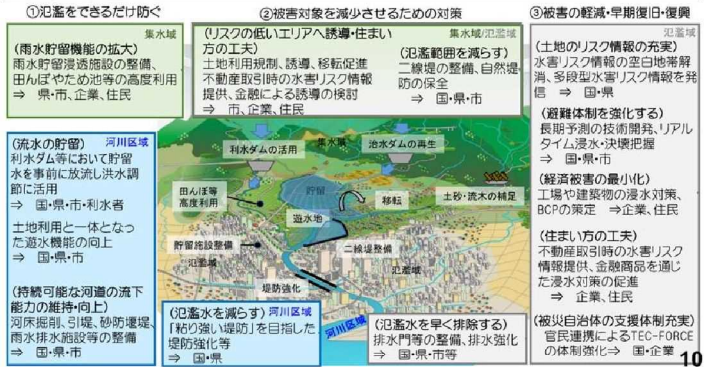 ①氾濫をできるだけ防ぐ
集水域
(雨水貯留機能の拡大)
雨水貯留浸透施設の整備、
田んぼやため池等の高度利用
⇒ 県・市、企業、住民
(流水の貯留)
河川区域
利水ダム等において貯留
水を事前に放流し洪水調
節に活用
⇒ 国・県・市・利水者
土地利用と一体となっ
た遊水機能の向上
⇒ 国・県・市
(持続可能な河道の流下
能力の維持・向上)
河床掘削、引堤、砂防堰堤、
雨水排水施設等の整備
⇒ 国・県・市
②被害対象を減少させるための対策
集水域/氾濫域
(リスクの低いエリアへ誘導・住まい
方の工夫)
土地利用規制、誘導、移転促進
不動産取引時の水害リスク情報
提供、金融による誘導の検討
⇒ 市、企業、住民
(氾濫範囲を減らす)
二線堤の整備、自然堤
防の保全
⇒ 国・県・市
利水ダムの活用
集水域
治水ダムの再生
田んぼ等
高度利用
貯留
移転
土砂・流木の補足
遊水地
貯留施設整備
二線堤整備
氾濫域
氾濫域
堤防強化
(氾濫水を減らす)
河川区域
「粘り強い堤防」を目指した
堤防強化等
⇒ 国・県
河川区域
(氾濫水を早く排除する)
排水門等の整備、排水強化
⇒ 国・県・市等
③被害の軽減・早期復旧・復興
氾濫域
(土地のリスク情報の充実)
水害リスク情報の空白地帯解
消、多段型水害リスク情報を発
信 ⇒ 国・県
(避難体制を強化する)
長期予測の技術開発、リアル
タイム浸水・決壊把握
⇒ 国・県・市
(経済被害の最小化)
工場や建築物の浸水対策、
BCPの策定 ⇒企業、住民
(住まい方の工夫)
不動産取引時の水害リスク
情報提供、金融商品を通じ
た浸水対策の促進
⇒ 企業、住民
(被災自治体の支援体制充実)
官民連携によるTEC-FORCE
の体制強化⇒ 国・企業
10